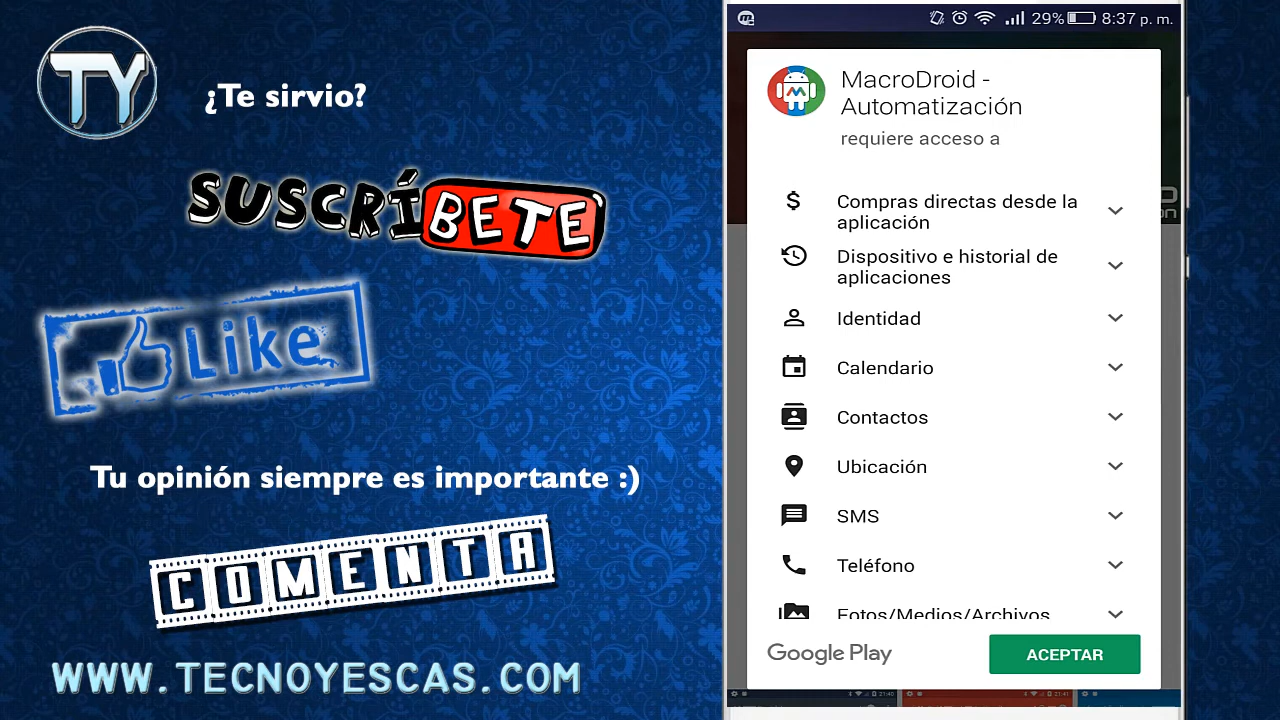 TY
¿Te sirvio?
SUSCRÍBETE
Like
Tu opinión siempre es importante :)
COMENTA
WWW.TECNOYESCAS.COM
29% 8:37 p. m.
MacroDroid -
Automatización
requiere acceso a
Compras directas desde la
aplicación
Dispositivo e historial de
aplicaciones
Identidad
Calendario
Contactos
Ubicación
SMS
Teléfono
Fotos/Medios/Archivos
Google Play
ACEPTAR